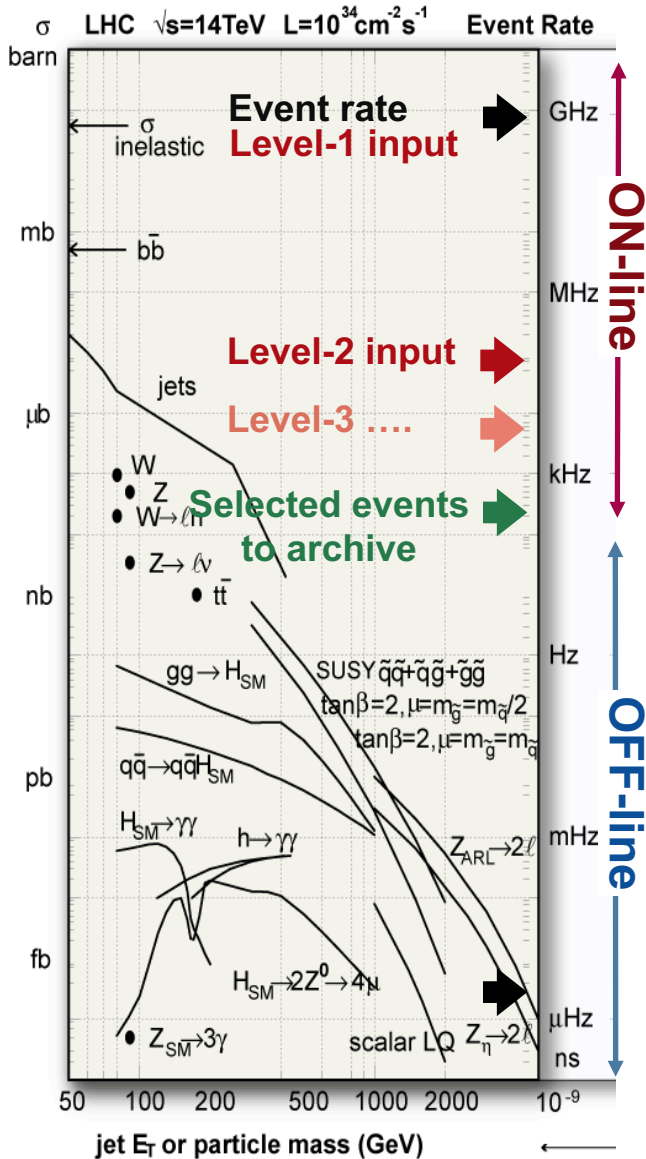 σ LHC √s=14TeV L=10³⁴cm⁻²s⁻¹ Event Rate
barn
GHz
Event rate
Level-1 input
σ
inelastic
ON-line
mb
bb̄
MHz
Level-2 input
jets
μb
Level-3 ....
kHz
W
Z
W→ℓn
Selected events
to archive
Z→ℓν
nb
tt̄
Hz
gg→H_SM
SUSY q̃q̃+q̃g̃+g̃g̃
tanβ=2,μ=m_g̃=m_q̃/2
tanβ=2,μ=m_g̃=m_q̃
OFF-line
qq̄→qq̄H_SM
pb
H_SM→γγ
h→γγ
mHz
Z_ARL→2ℓ
fb
H_SM→2Z⁰→4μ
μHz
Z_SM→3γ
scalar LQ
Z_η→2ℓ
ns
50 100 200 500 1000 2000 10⁻⁹
jet E_T or particle mass (GeV)